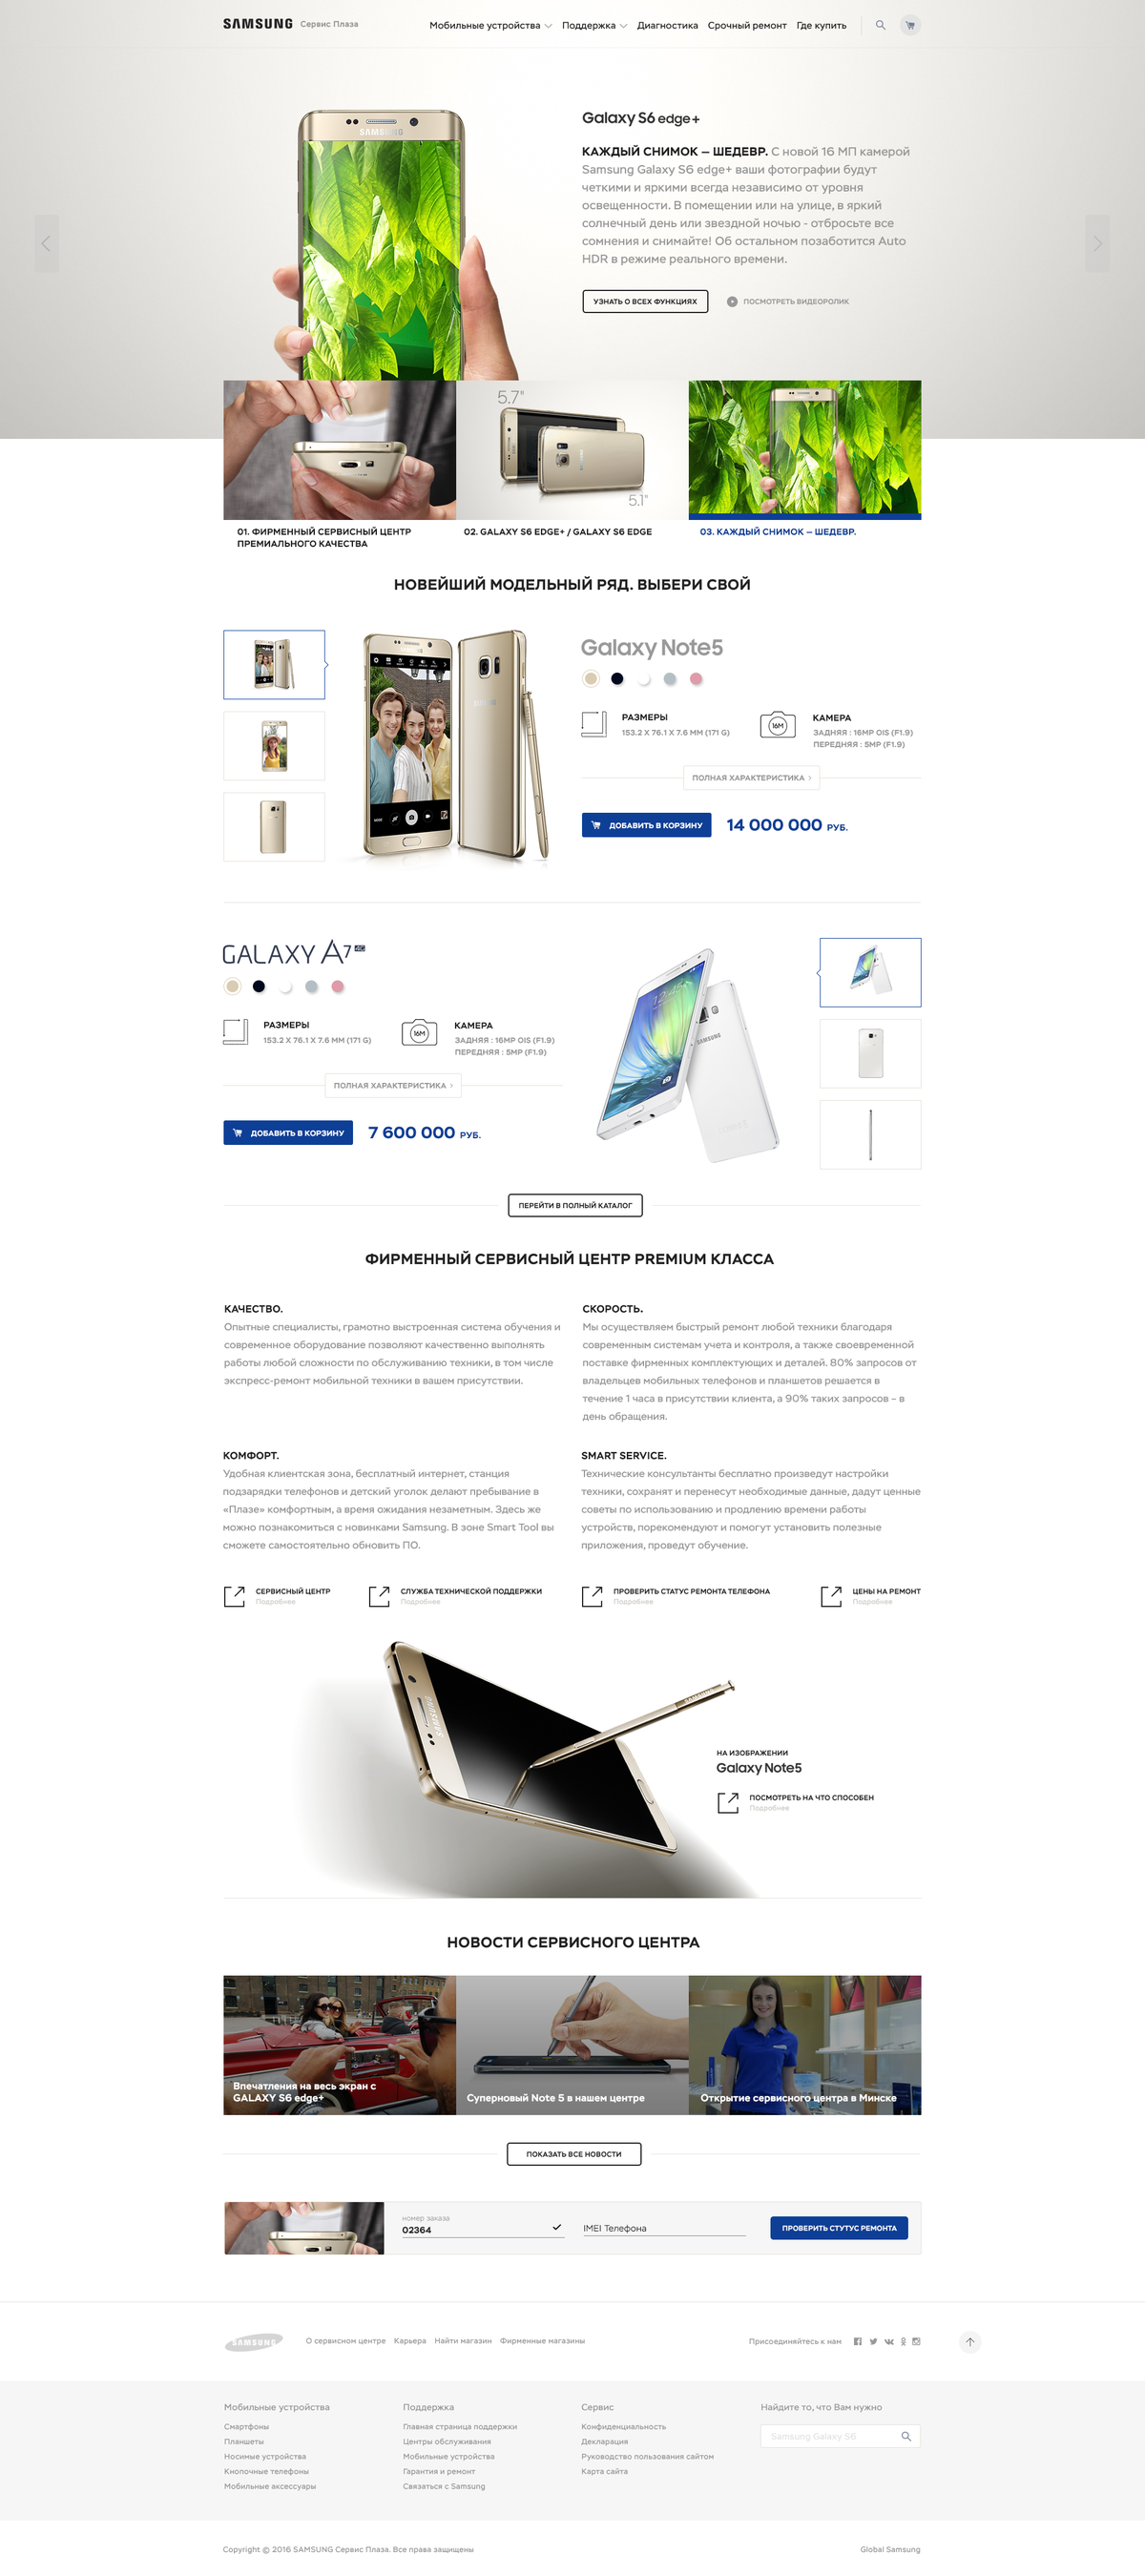 SAMSUNG Сервис Плаза
Мобильные устройства Поддержка Диагностика Срочный ремонт Где купить
SAMSUNG
Galaxy S6 edge+
КАЖДЫЙ СНИМОК — ШЕДЕВР. С новой 16 МП камерой
Samsung Galaxy S6 edge+ ваши фотографии будут
четкими и яркими всегда независимо от уровня
освещенности. В помещении или на улице, в яркий
солнечный день или звездной ночью - отбросьте все
сомнения и снимайте! Об остальном позаботится Auto
HDR в режиме реального времени.
УЗНАТЬ О ВСЕХ ФУНКЦИЯХ
ПОСМОТРЕТЬ ВИДЕОРОЛИК
5.7"
5.1"
01. ФИРМЕННЫЙ СЕРВИСНЫЙ ЦЕНТР
ПРЕМИАЛЬНОГО КАЧЕСТВА
02. GALAXY S6 EDGE+ / GALAXY S6 EDGE
03. КАЖДЫЙ СНИМОК — ШЕДЕВР.
НОВЕЙШИЙ МОДЕЛЬНЫЙ РЯД. ВЫБЕРИ СВОЙ
Galaxy Note5
РАЗМЕРЫ
153.2 X 76.1 X 7.6 MM (171 G)
16M
КАМЕРА
ЗАДНЯЯ : 16MP OIS (F1.9)
ПЕРЕДНЯЯ : 5MP (F1.9)
ПОЛНАЯ ХАРАКТЕРИСТИКА
ДОБАВИТЬ В КОРЗИНУ
14 000 000 РУБ.
GALAXY A7
РАЗМЕРЫ
153.2 X 76.1 X 7.6 MM (171 G)
16M
КАМЕРА
ЗАДНЯЯ : 16MP OIS (F1.9)
ПЕРЕДНЯЯ : 5MP (F1.9)
ПОЛНАЯ ХАРАКТЕРИСТИКА
ДОБАВИТЬ В КОРЗИНУ
7 600 000 РУБ.
SAMSUNG
ПЕРЕЙТИ В ПОЛНЫЙ КАТАЛОГ
ФИРМЕННЫЙ СЕРВИСНЫЙ ЦЕНТР PREMIUM КЛАССА
КАЧЕСТВО.
Опытные специалисты, грамотно выстроенная система обучения и
современное оборудование позволяют качественно выполнять
работы любой сложности по обслуживанию техники, в том числе
экспресс-ремонт мобильной техники в вашем присутствии.
СКОРОСТЬ.
Мы осуществляем быстрый ремонт любой техники благодаря
современным системам учета и контроля, а также своевременной
поставке фирменных комплектующих и деталей. 80% запросов от
владельцев мобильных телефонов и планшетов решается в
течение 1 часа в присутствии клиента, а 90% таких запросов – в
день обращения.
КОМФОРТ.
Удобная клиентская зона, бесплатный интернет, станция
подзарядки телефонов и детский уголок делают пребывание в
«Плазе» комфортным, а время ожидания незаметным. Здесь же
можно познакомиться с новинками Samsung. В зоне Smart Tool вы
сможете самостоятельно обновить ПО.
SMART SERVICE.
Технические консультанты бесплатно произведут настройки
техники, сохранят и перенесут необходимые данные, дадут ценные
советы по использованию и продлению времени работы
устройств, порекомендуют и помогут установить полезные
приложения, проведут обучение.
СЕРВИСНЫЙ ЦЕНТР
Подробнее
СЛУЖБА ТЕХНИЧЕСКОЙ ПОДДЕРЖКИ
Подробнее
ПРОВЕРИТЬ СТАТУС РЕМОНТА ТЕЛЕФОНА
Подробнее
ЦЕНЫ НА РЕМОНТ
Подробнее
SAMSUNG
SAMSUNG
НА ИЗОБРАЖЕНИИ
Galaxy Note5
ПОСМОТРЕТЬ НА ЧТО СПОСОБЕН
Подробнее
НОВОСТИ СЕРВИСНОГО ЦЕНТРА
Впечатления на весь экран с
GALAXY S6 edge+
Суперновый Note 5 в нашем центре
Открытие сервисного центра в Минске
ПОКАЗАТЬ ВСЕ НОВОСТИ
номер заказа
02364
IMEI Телефона
ПРОВЕРИТЬ СТУТУС РЕМОНТА
SAMSUNG
О сервисном центре Карьера Найти магазин Фирменные магазины
Присоединяйтесь к нам
Мобильные устройства
Смартфоны
Планшеты
Носимые устройства
Кнопочные телефоны
Мобильные аксессуары
Поддержка
Главная страница поддержки
Центры обслуживания
Мобильные устройства
Гарантия и ремонт
Связаться с Samsung
Сервис
Конфиденциальность
Декларация
Руководство пользования сайтом
Карта сайта
Найдите то, что Вам нужно
Samsung Galaxy S6
Copyright © 2016 SAMSUNG Сервис Плаза. Все права защищены
Global Samsung